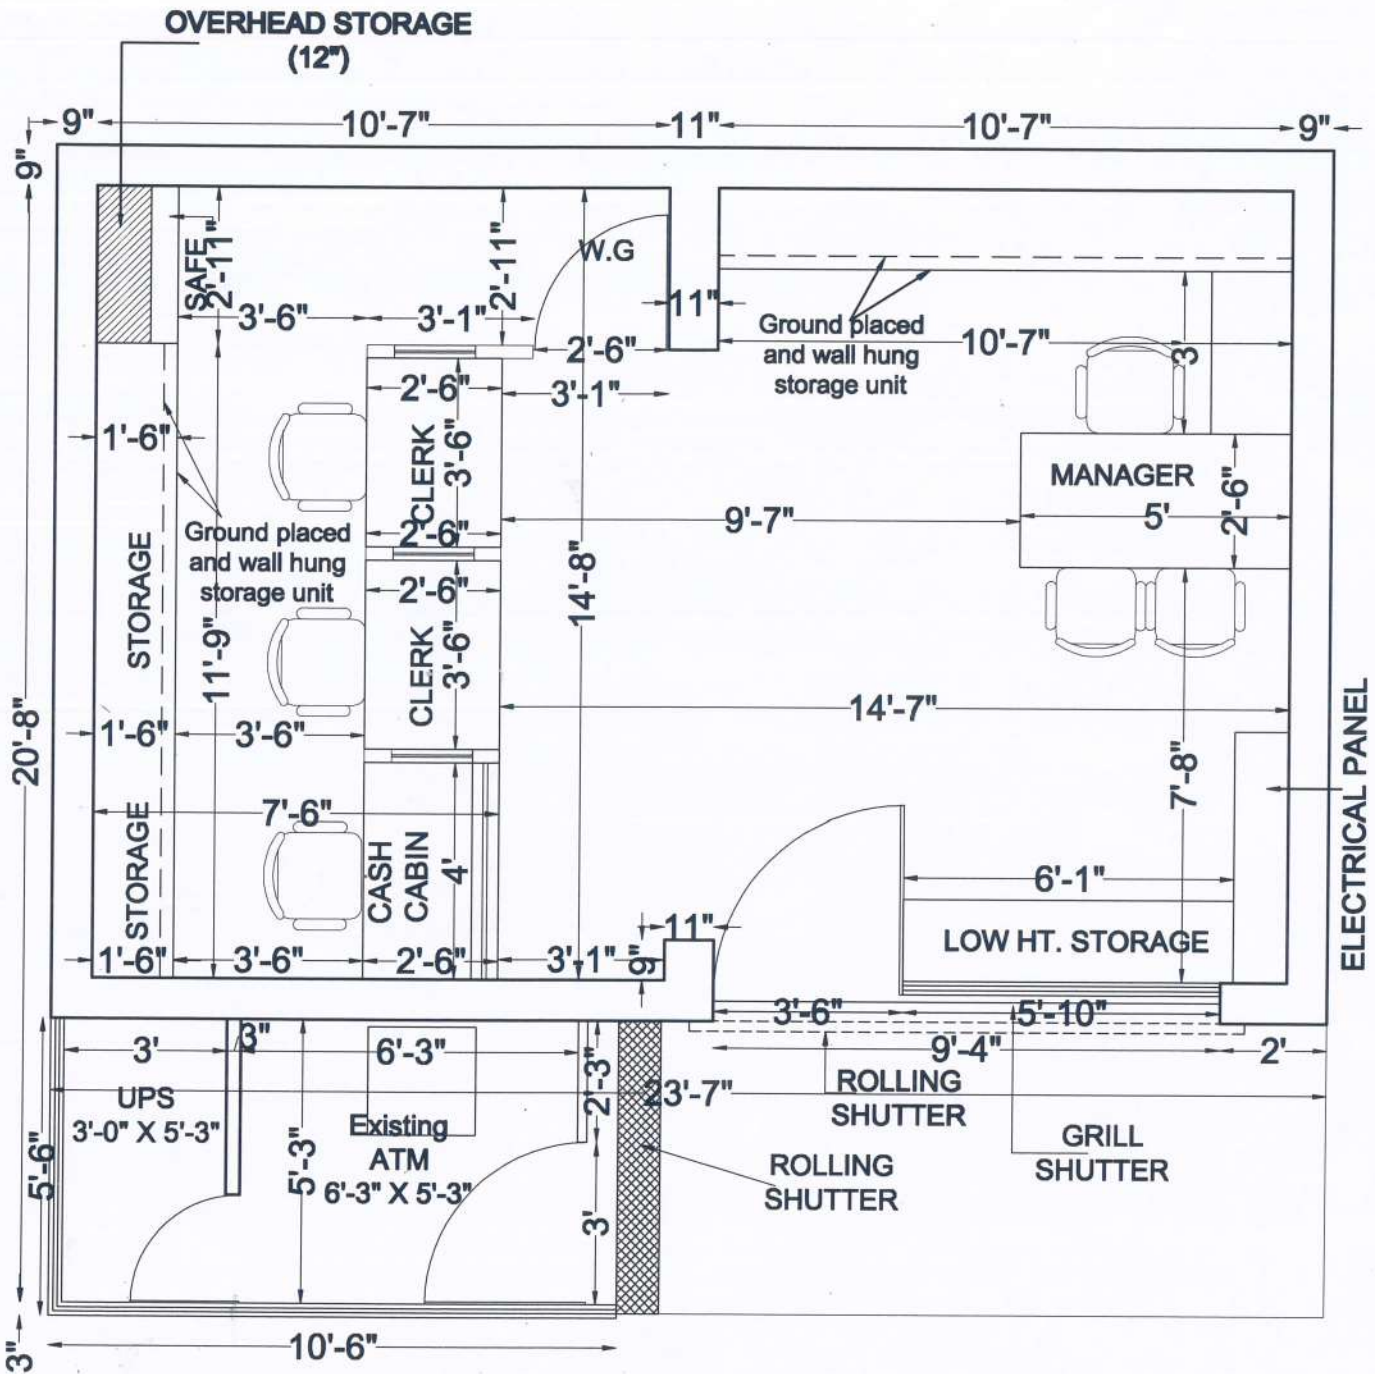 OVERHEAD STORAGE
(12")
9" 10'-7" 11" 10'-7" 9"
9"
SAFE
2'-11"
2'-11"
W.G
3'-6" 3'-1"
11"
Ground placed
and wall hung
storage unit
2'-6"
10'-7"
3'
2'-6"
3'-1"
1'-6"
CLERK
3'-6"
MANAGER
5'
2'-6"
9'-7"
2'-6"
Ground placed
and wall hung
storage unit
STORAGE
11'-9"
14'-8"
2'-6"
CLERK
3'-6"
20'-8"
1'-6" 3'-6"
14'-7"
7'-8"
ELECTRICAL PANEL
7'-6"
STORAGE
CASH
CABIN
4'
6'-1"
LOW HT. STORAGE
11"
9"
1'-6" 3'-6" 2'-6" 3'-1"
3'-6" 5'-10"
3' 3" 6'-3"
2'-3"
9'-4" 2'
23'-7"
UPS
3'-0" X 5'-3"
Existing
ATM
6'-3" X 5'-3"
ROLLING
SHUTTER
GRILL
SHUTTER
ROLLING
SHUTTER
5'-6"
5'-3"
3'
3"
10'-6"